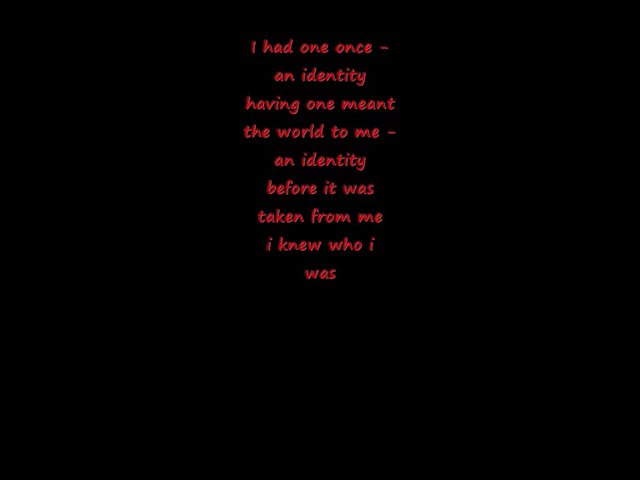 I had one once -
an identity
having one meant
the world to me -
an identity
before it was
taken from me
i knew who i
was